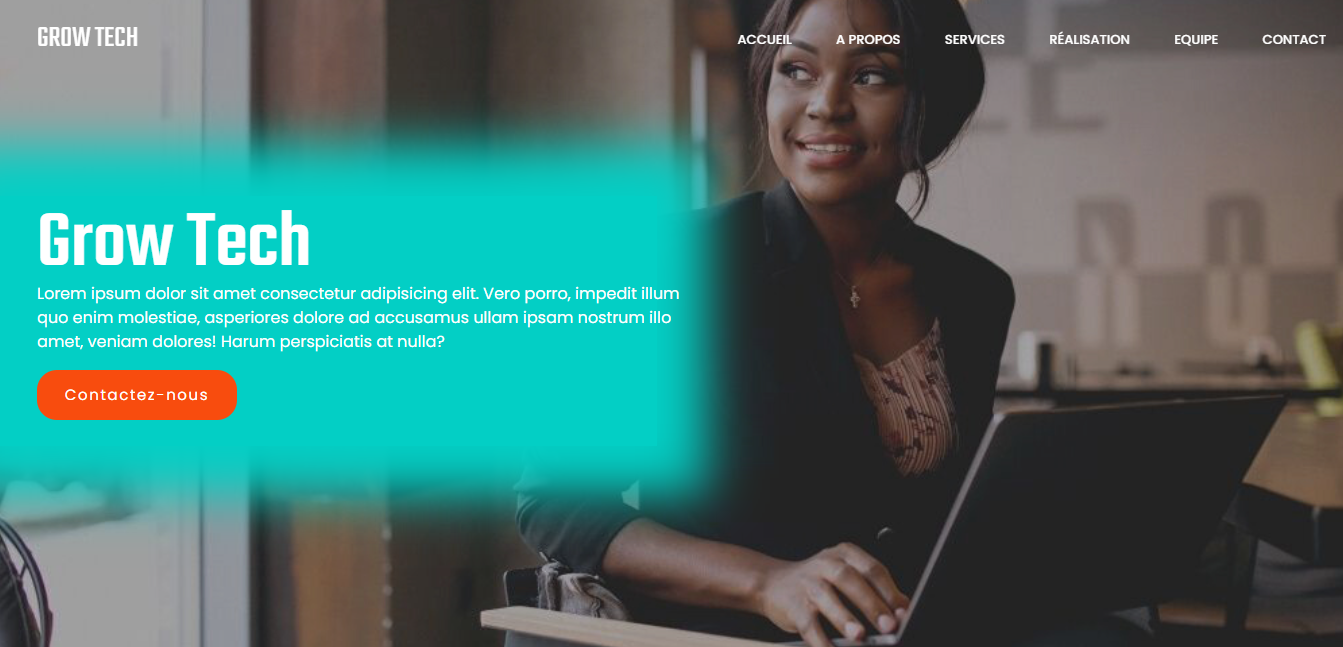 GROW TECH
ACCUEIL A PROPOS SERVICES RÉALISATION EQUIPE CONTACT
Grow Tech
Lorem ipsum dolor sit amet consectetur adipisicing elit. Vero porro, impedit illum
quo enim molestiae, asperiores dolore ad accusamus ullam ipsam nostrum illo
amet, veniam dolores! Harum perspiciatis at nulla?
Contactez-nous